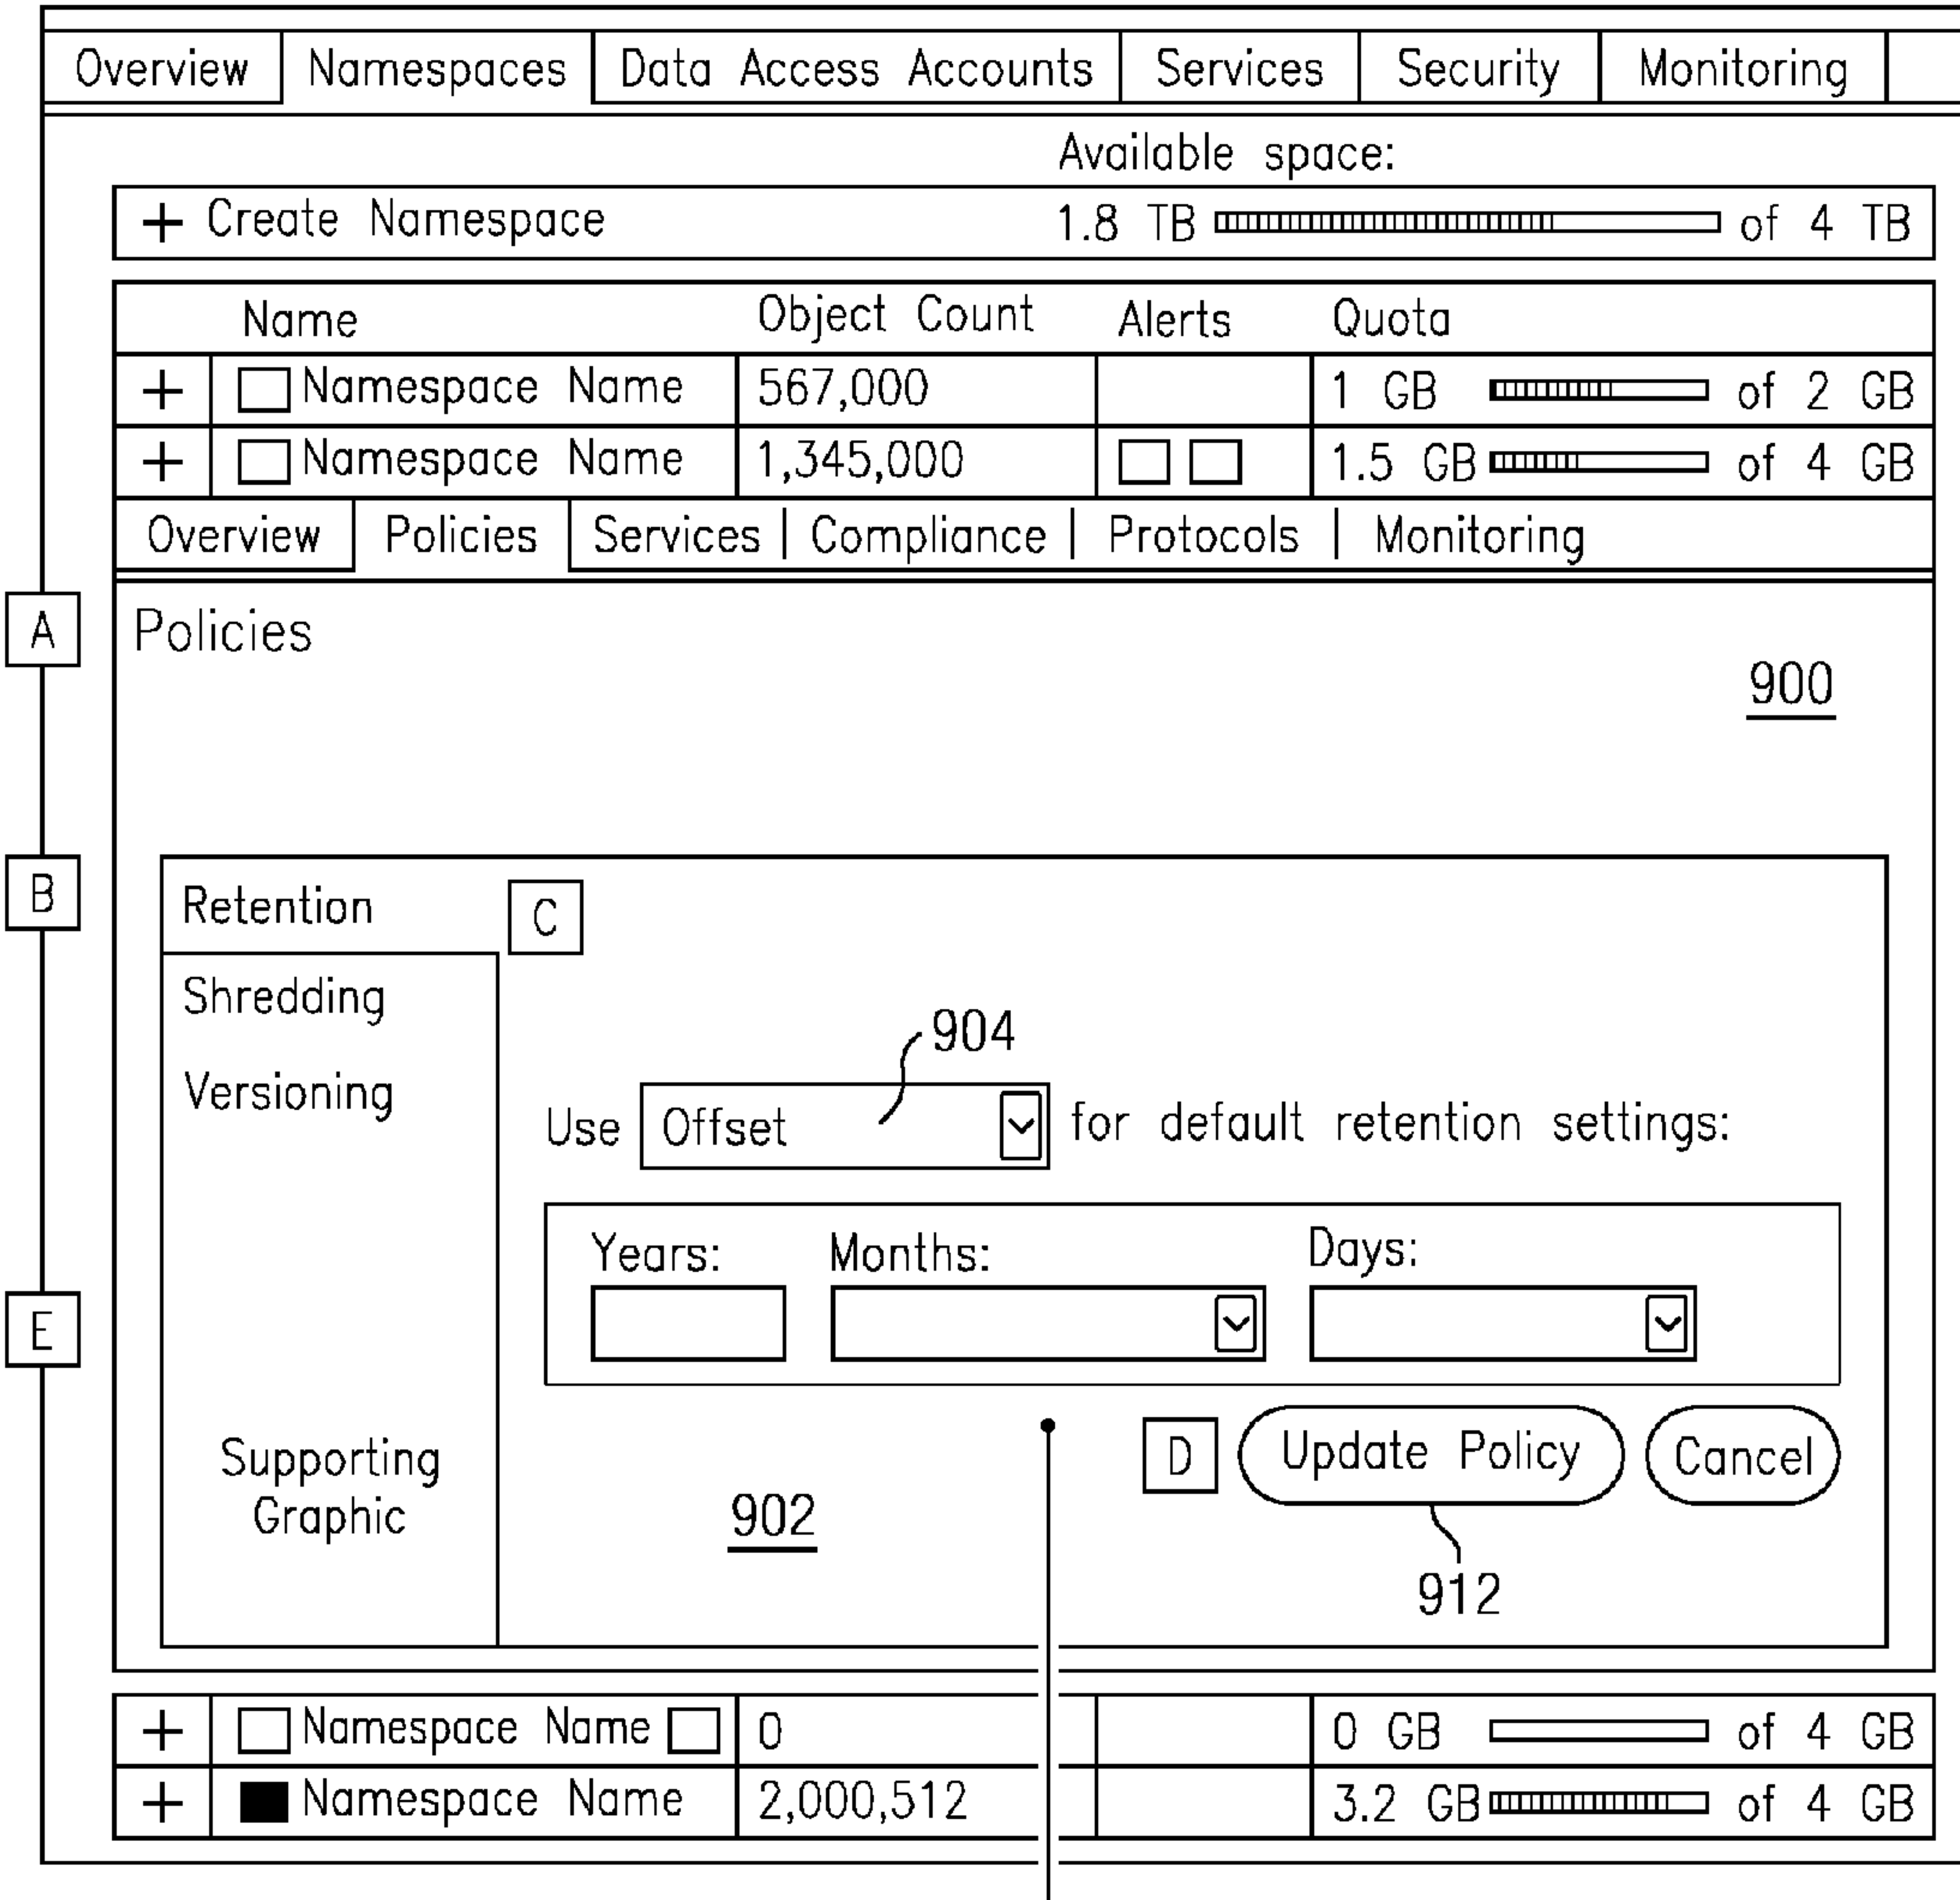 Overview Namespaces Data Access Accounts Services Security Monitoring
Available space:
+ Create Namespace 1.8 TB of 4 TB
Name Object Count Alerts Quota
+ Namespace Name 567,000 1 GB of 2 GB
+ Namespace Name 1,345,000 1.5 GB of 4 GB
Overview Policies Services | Compliance | Protocols | Monitoring
A Policies
900
B Retention C
Shredding
904
Versioning
Use Offset for default retention settings:
Years: Months: Days:
E
D Update Policy Cancel
Supporting
Graphic
902
912
+ Namespace Name 0 0 GB of 4 GB
+ Namespace Name 2,000,512 3.2 GB of 4 GB